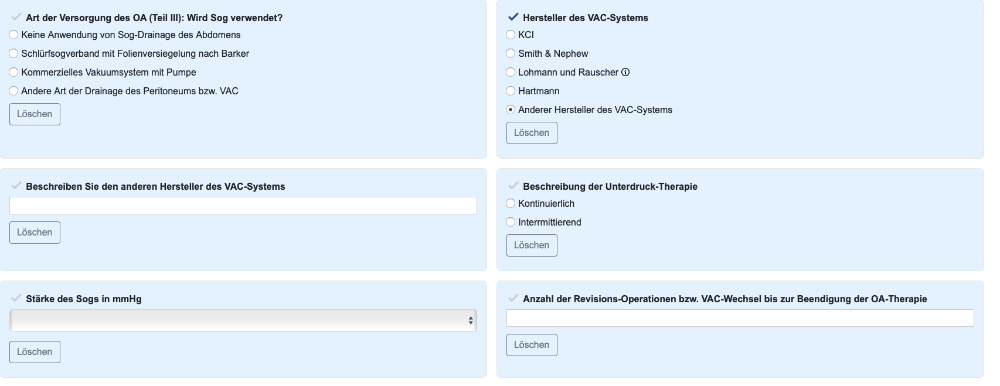 Art der Versorgung des OA (Teil III): Wird Sog verwendet?
Keine Anwendung von Sog-Drainage des Abdomens
Schlürfsogverband mit Folienversiegelung nach Barker
Kommerzielles Vakuumsystem mit Pumpe
Andere Art der Drainage des Peritoneums bzw. VAC
Löschen
Hersteller des VAC-Systems
KCI
Smith & Nephew
Lohmann und Rauscher
Hartmann
Anderer Hersteller des VAC-Systems
Löschen
Beschreiben Sie den anderen Hersteller des VAC-Systems
Löschen
Beschreibung der Unterdruck-Therapie
Kontinuierlich
Interrmittierend
Löschen
Stärke des Sogs in mmHg
Löschen
Anzahl der Revisions-Operationen bzw. VAC-Wechsel bis zur Beendigung der OA-Therapie
Löschen